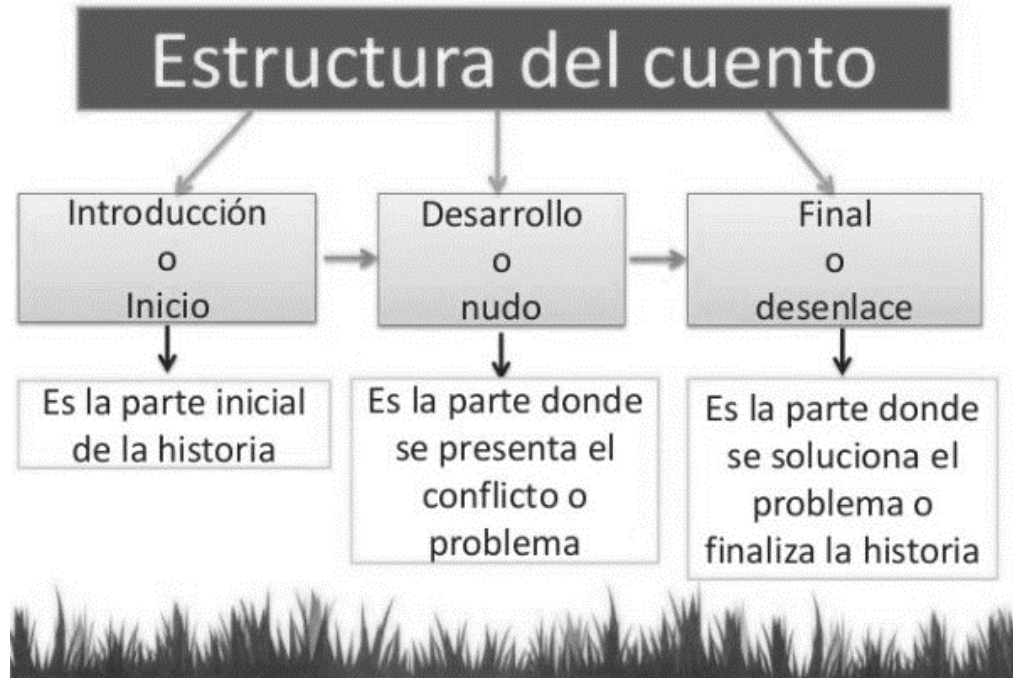 Estructura del cuento
Introducción
o
Inicio
Desarrollo
o
nudo
Final
o
desenlace
Es la parte inicial
de la historia
Es la parte donde
se presenta el
conflicto o
problema
Es la parte donde
se soluciona el
problema o
finaliza la historia